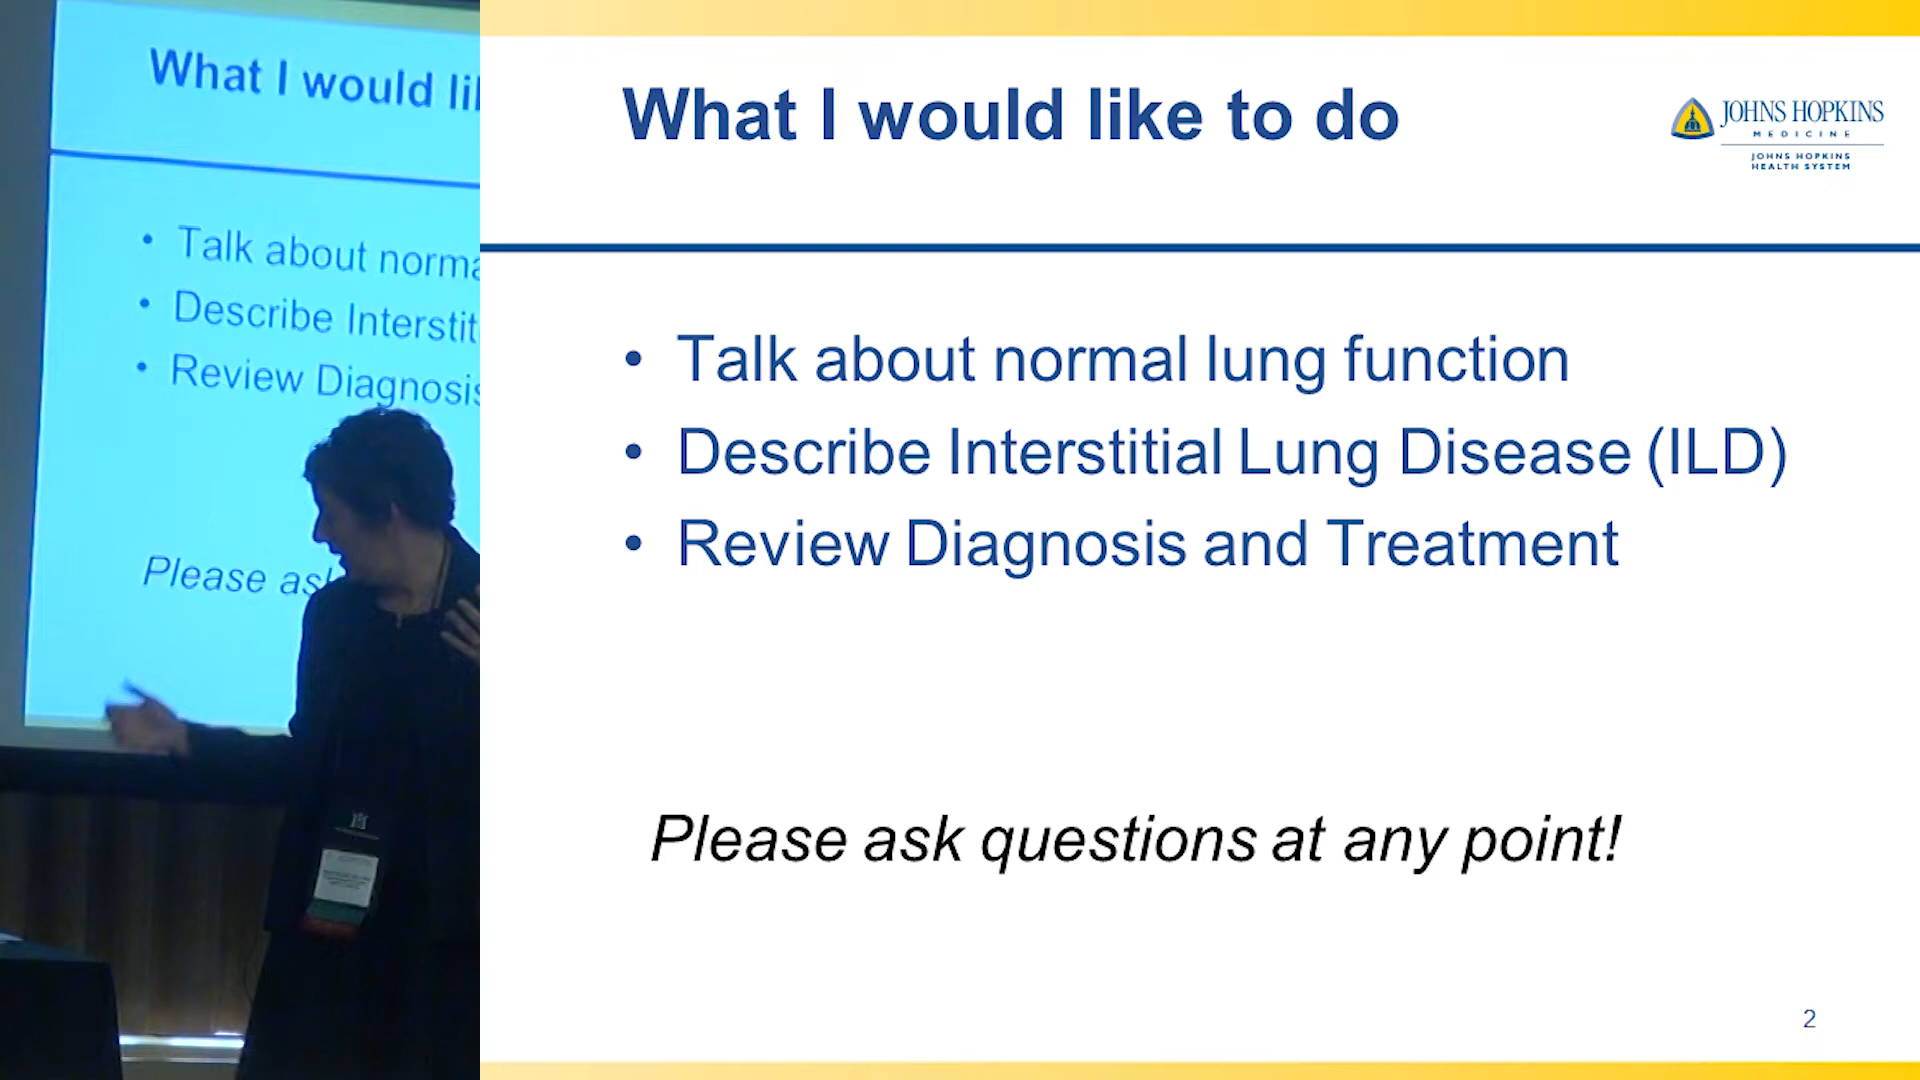 What I would li
Talk about norma
Describe Interstit
Review Diagnosis
Please ask
What I would like to do
JOHNS HOPKINS
MEDICINE
JOHNS HOPKINS
HEALTH SYSTEM
• Talk about normal lung function
• Describe Interstitial Lung Disease (ILD)
• Review Diagnosis and Treatment
Please ask questions at any point!
2